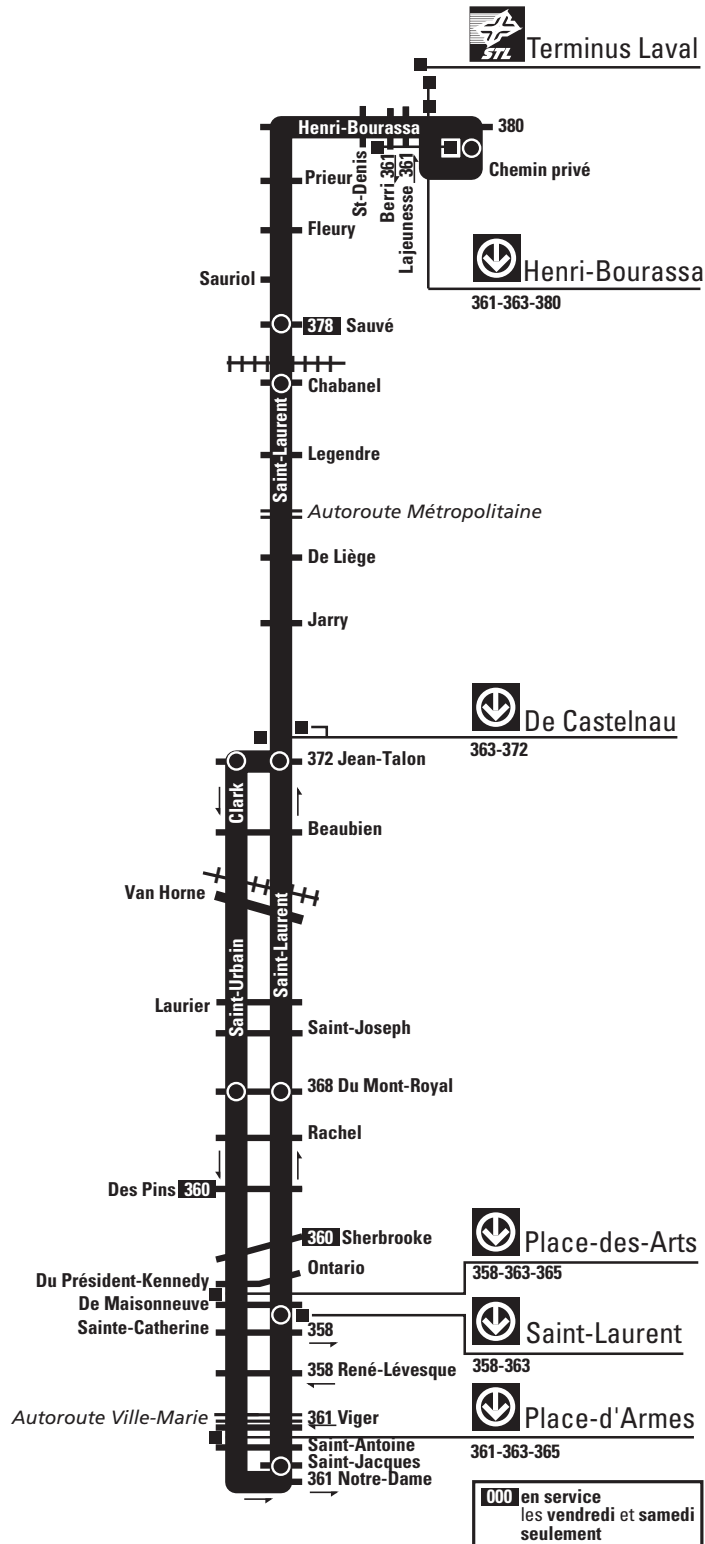 STL Terminus Laval
Henri-Bourassa
380
St-Denis
Berri 361
Lajeunesse 361
Chemin privé
Prieur
Fleury
Henri-Bourassa
361-363-380
Sauriol
378 Sauvé
Chabanel
Saint-Laurent
Legendre
Autoroute Métropolitaine
De Liège
Jarry
De Castelnau
363-372
372 Jean-Talon
Clark
Beaubien
Van Horne
Saint-Laurent
Saint-Urbain
Laurier
Saint-Joseph
368 Du Mont-Royal
Rachel
Des Pins 360
360 Sherbrooke
Place-des-Arts
358-363-365
Ontario
Du Président-Kennedy
De Maisonneuve
Sainte-Catherine
358
Saint-Laurent
358-363
358 René-Lévesque
Autoroute Ville-Marie
361 Viger
Place-d'Armes
361-363-365
Saint-Antoine
Saint-Jacques
361 Notre-Dame
000 en service
les vendredi et samedi
seulement